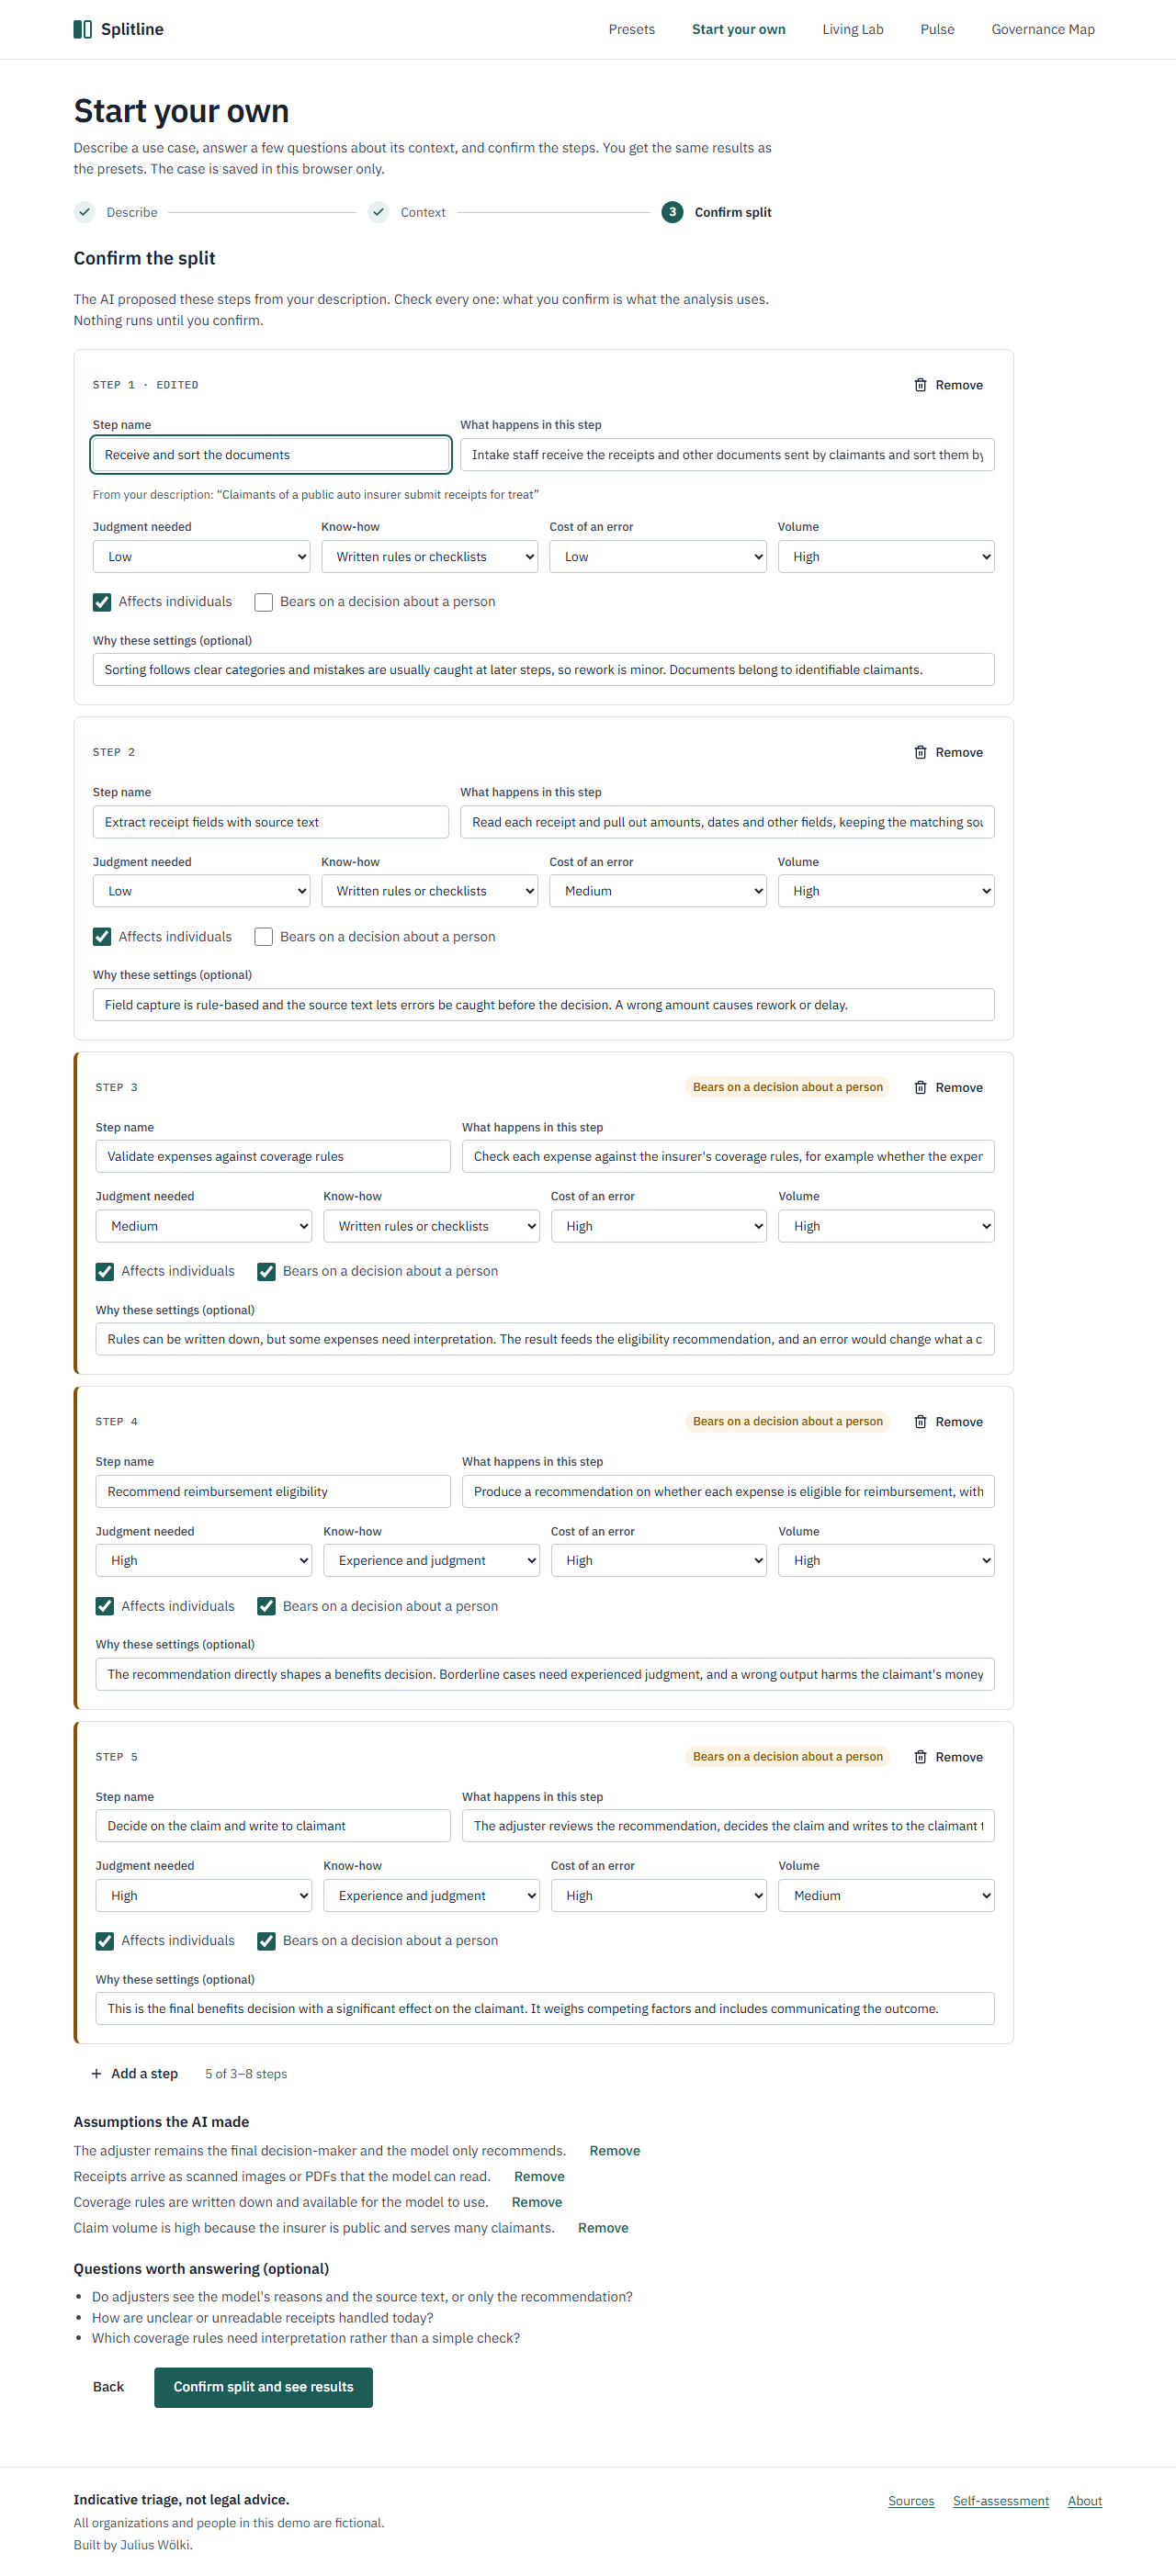 Splitline
Presets
Start your own
Living Lab
Pulse
Governance Map
Start your own
Describe a use case, answer a few questions about its context, and confirm the steps. You get the same results as
the presets. The case is saved in this browser only.
Describe
Context
3 Confirm split
Confirm the split
The AI proposed these steps from your description. Check every one: what you confirm is what the analysis uses.
Nothing runs until you confirm.
STEP 1 · EDITED
Remove
Step name
What happens in this step
Receive and sort the documents
Intake staff receive the receipts and other documents sent by claimants and sort them by
From your description: “Claimants of a public auto insurer submit receipts for treat”
Judgment needed
Know-how
Cost of an error
Volume
Low
Written rules or checklists
Low
High
Affects individuals
Bears on a decision about a person
Why these settings (optional)
Sorting follows clear categories and mistakes are usually caught at later steps, so rework is minor. Documents belong to identifiable claimants.
STEP 2
Remove
Step name
What happens in this step
Extract receipt fields with source text
Read each receipt and pull out amounts, dates and other fields, keeping the matching sou
Judgment needed
Know-how
Cost of an error
Volume
Low
Written rules or checklists
Medium
High
Affects individuals
Bears on a decision about a person
Why these settings (optional)
Field capture is rule-based and the source text lets errors be caught before the decision. A wrong amount causes rework or delay.
STEP 3
Bears on a decision about a person
Remove
Step name
What happens in this step
Validate expenses against coverage rules
Check each expense against the insurer's coverage rules, for example whether the exper
Judgment needed
Know-how
Cost of an error
Volume
Medium
Written rules or checklists
High
High
Affects individuals
Bears on a decision about a person
Why these settings (optional)
Rules can be written down, but some expenses need interpretation. The result feeds the eligibility recommendation, and an error would change what a c
STEP 4
Bears on a decision about a person
Remove
Step name
What happens in this step
Recommend reimbursement eligibility
Produce a recommendation on whether each expense is eligible for reimbursement, with
Judgment needed
Know-how
Cost of an error
Volume
High
Experience and judgment
High
High
Affects individuals
Bears on a decision about a person
Why these settings (optional)
The recommendation directly shapes a benefits decision. Borderline cases need experienced judgment, and a wrong output harms the claimant's money
STEP 5
Bears on a decision about a person
Remove
Step name
What happens in this step
Decide on the claim and write to claimant
The adjuster reviews the recommendation, decides the claim and writes to the claimant
Judgment needed
Know-how
Cost of an error
Volume
High
Experience and judgment
High
Medium
Affects individuals
Bears on a decision about a person
Why these settings (optional)
This is the final benefits decision with a significant effect on the claimant. It weighs competing factors and includes communicating the outcome.
+ Add a step
5 of 3–8 steps
Assumptions the AI made
The adjuster remains the final decision-maker and the model only recommends. Remove
Receipts arrive as scanned images or PDFs that the model can read. Remove
Coverage rules are written down and available for the model to use. Remove
Claim volume is high because the insurer is public and serves many claimants. Remove
Questions worth answering (optional)
• Do adjusters see the model's reasons and the source text, or only the recommendation?
• How are unclear or unreadable receipts handled today?
• Which coverage rules need interpretation rather than a simple check?
Back
Confirm split and see results
Indicative triage, not legal advice.
All organizations and people in this demo are fictional.
Built by Julius Wölki.
Sources
Self-assessment
About